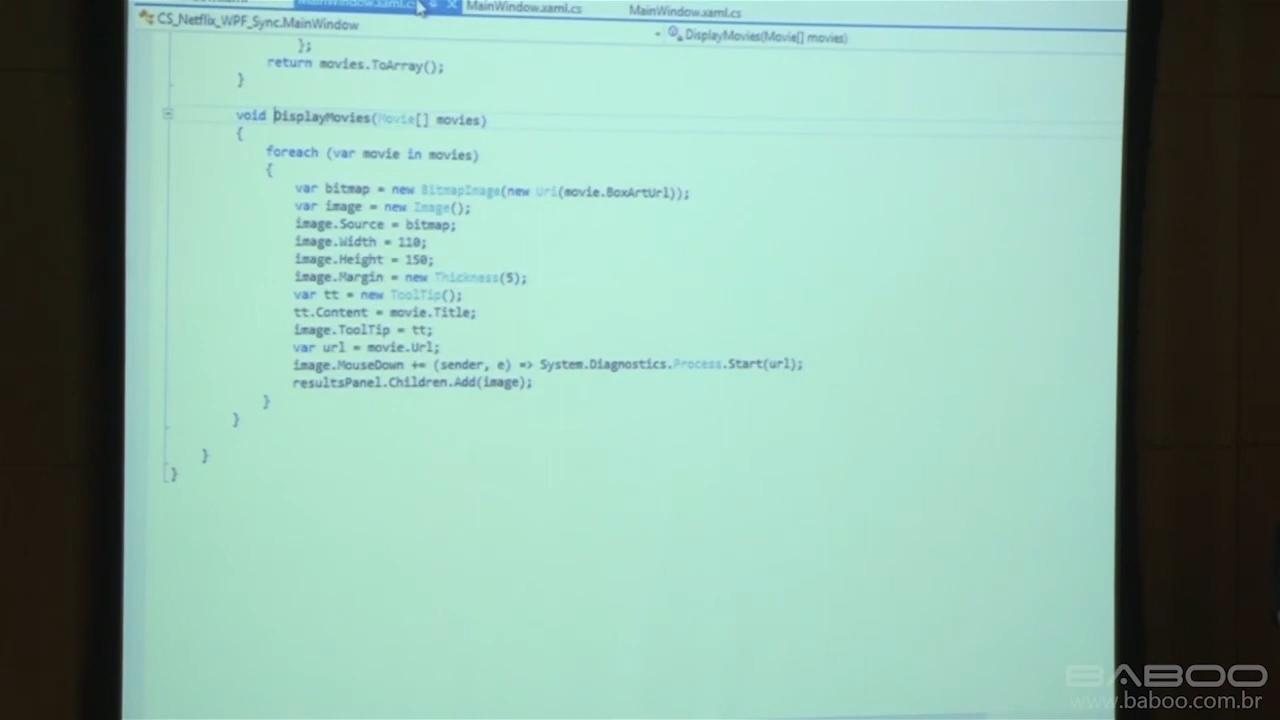 MainWindow.xaml.cs MainWindow.xaml.cs MainWindow.xaml.cs
CS_Netflix_WPF_Sync.MainWindow DisplayMovies(Movie[] movies)
};
return movies.ToArray();
}
void DisplayMovies(Movie[] movies)
{
foreach (var movie in movies)
{
var bitmap = new BitmapImage(new Uri(movie.BoxArtUrl));
var image = new Image();
image.Source = bitmap;
image.Width = 110;
image.Height = 150;
image.Margin = new Thickness(5);
var tt = new ToolTip();
tt.Content = movie.Title;
image.ToolTip = tt;
var url = movie.Url;
image.MouseDown += (sender, e) => System.Diagnostics.Process.Start(url);
resultsPanel.Children.Add(image);
}
}
}
}
BABOO
www.baboo.com.br